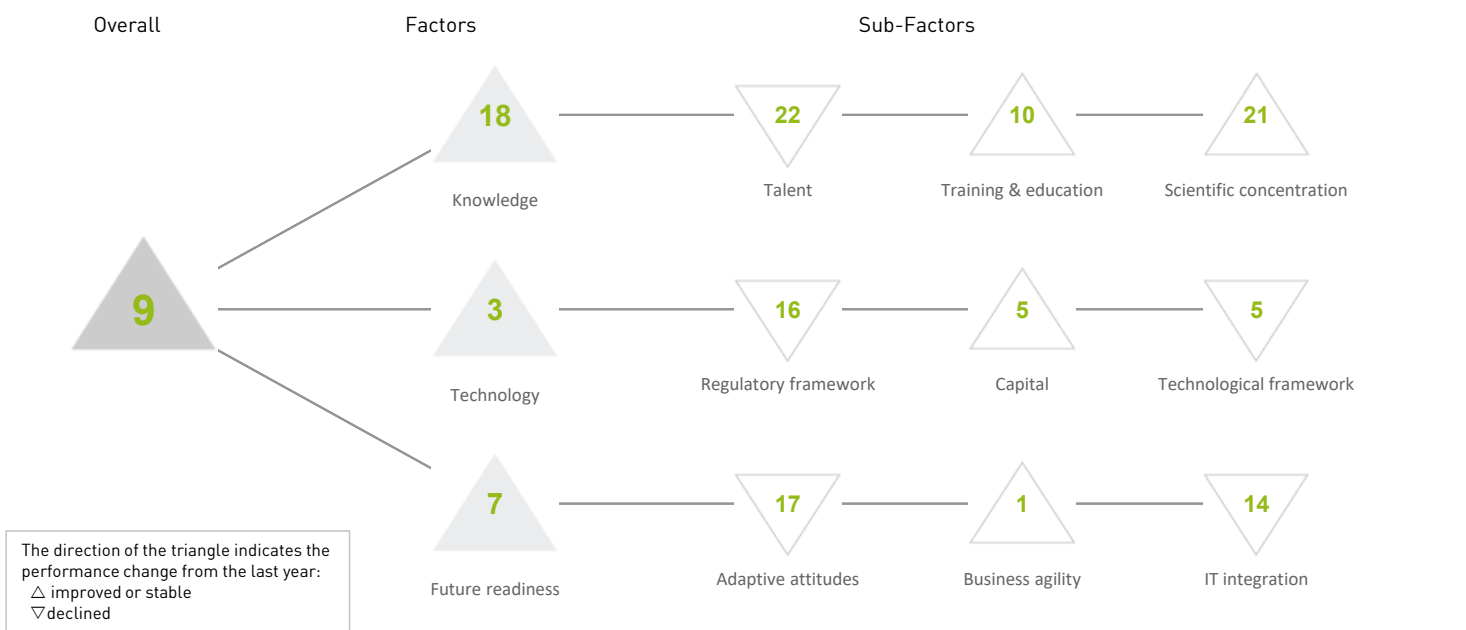 Overall
Factors
Sub-Factors
18
22
10
21
Knowledge
Talent
Training & education
Scientific concentration
9
3
16
5
5
Technology
Regulatory framework
Capital
Technological framework
7
17
1
14
Future readiness
Adaptive attitudes
Business agility
IT integration
The direction of the triangle indicates the
performance change from the last year:
△ improved or stable
▽ declined